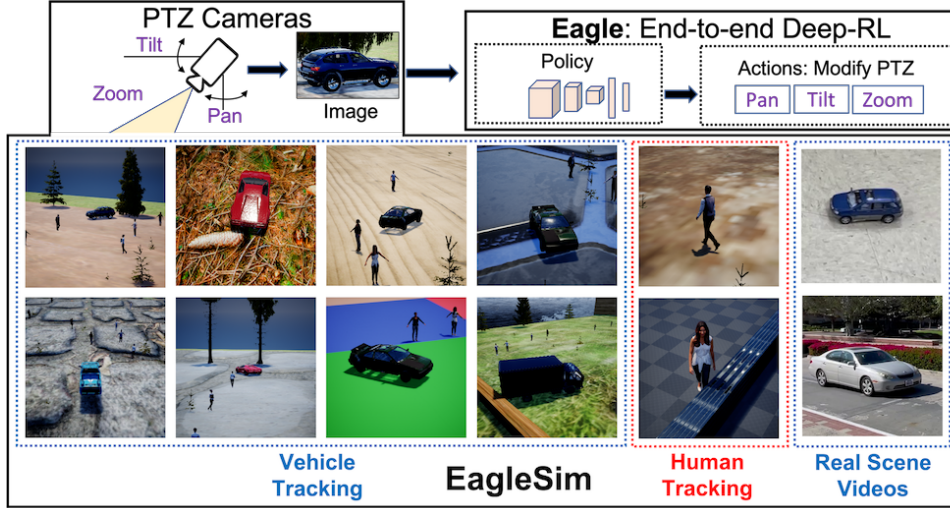 PTZ Cameras
Tilt
Zoom
Pan
Image
Eagle: End-to-end Deep-RL
Policy
Actions: Modify PTZ
Pan
Tilt
Zoom
Vehicle
Tracking
EagleSim
Human
Tracking
Real Scene
Videos